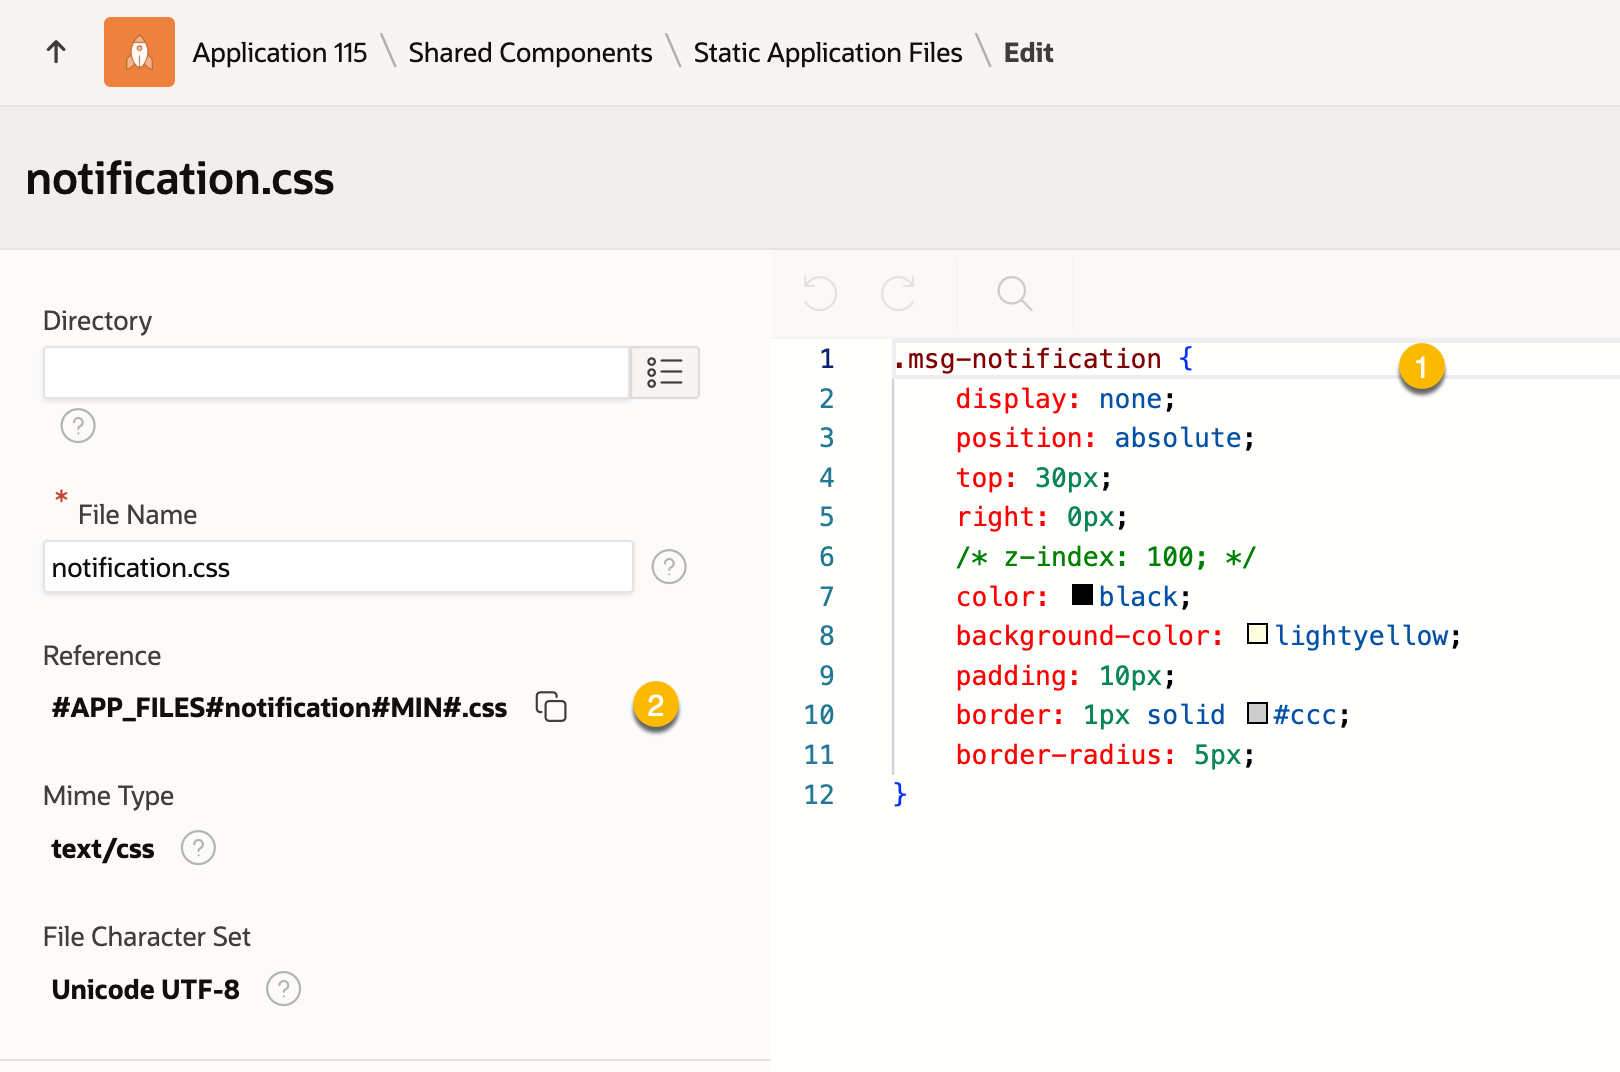 Application 115 \ Shared Components \ Static Application Files \ Edit
notification.css
Directory
?
* File Name
notification.css ?
Reference
#APP_FILES#notification#MIN#.css 2
Mime Type
text/css ?
File Character Set
Unicode UTF-8 ?
1 .msg-notification { 1
2 display: none;
3 position: absolute;
4 top: 30px;
5 right: 0px;
6 /* z-index: 100; */
7 color: black;
8 background-color: lightyellow;
9 padding: 10px;
10 border: 1px solid #ccc;
11 border-radius: 5px;
12 }